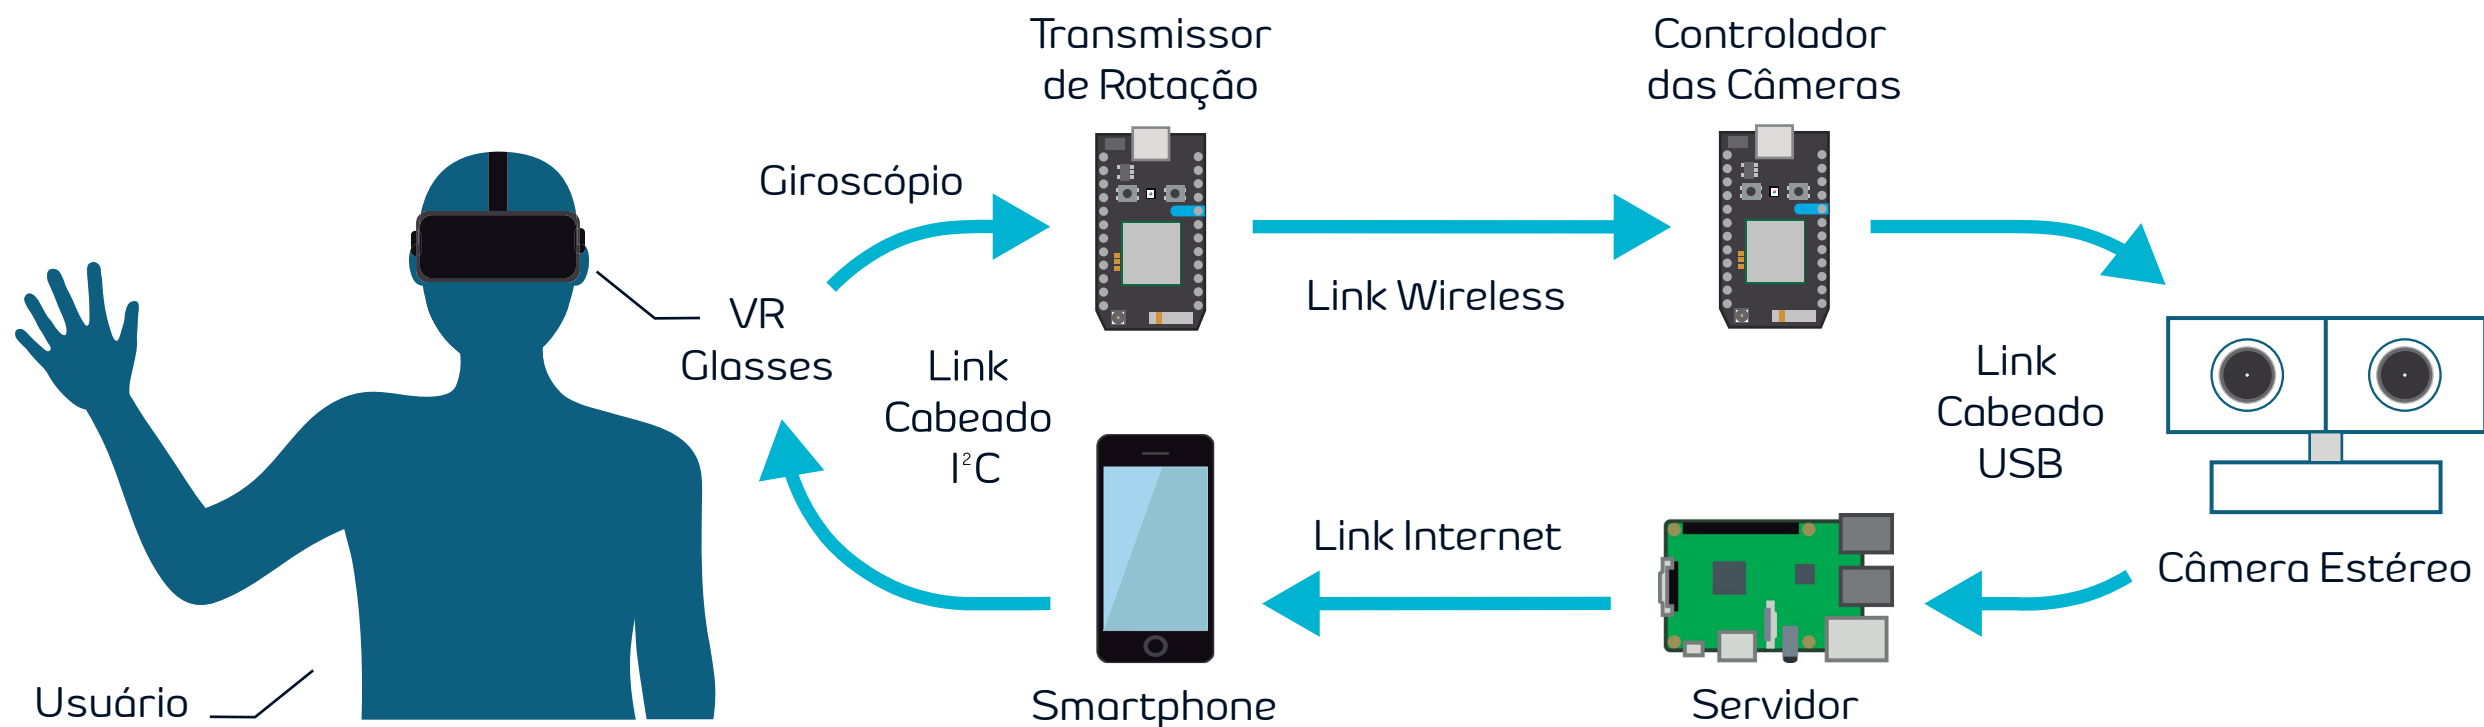 Transmissor
de Rotação
Controlador
das Câmeras
Giroscópio
Link Wireless
VR
Glasses
Link
Cabeado
I²C
Link
Cabeado
USB
Link Internet
Câmera Estéreo
Usuário
Smartphone
Servidor